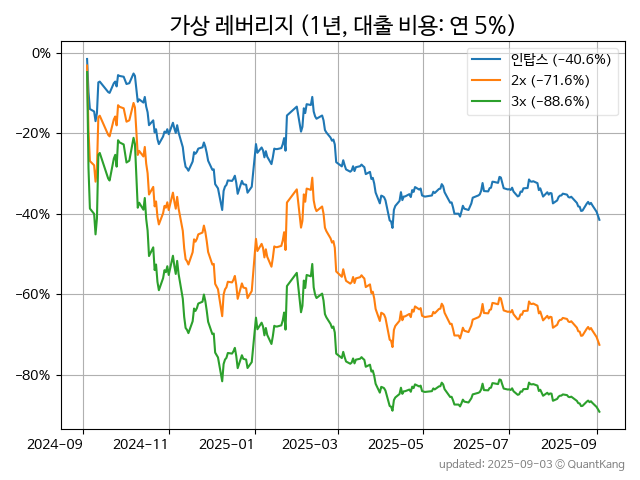 가상 레버리지 (1년, 대출 비용: 연 5%)
인탑스 (−40.6%)
2x (−71.6%)
3x (−88.6%)
0%
−20%
−40%
−60%
−80%
2024-09 2024-11 2025-01 2025-03 2025-05 2025-07 2025-09
updated: 2025-09-03 © QuantKang